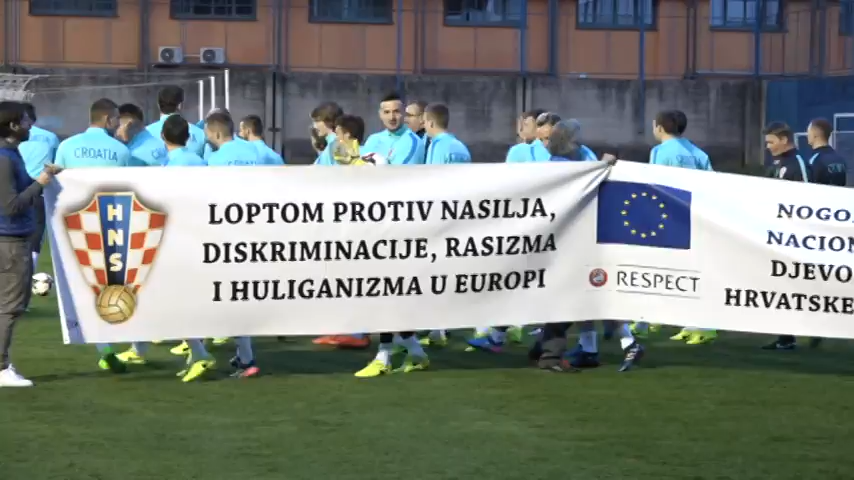 CROATIA
HNS
LOPTOM PROTIV NASILJA,
DISKRIMINACIJE, RASIZMA
I HULIGANIZMA U EUROPI
RESPECT
NOGO
NACION
DJEVO
HRVATSKE